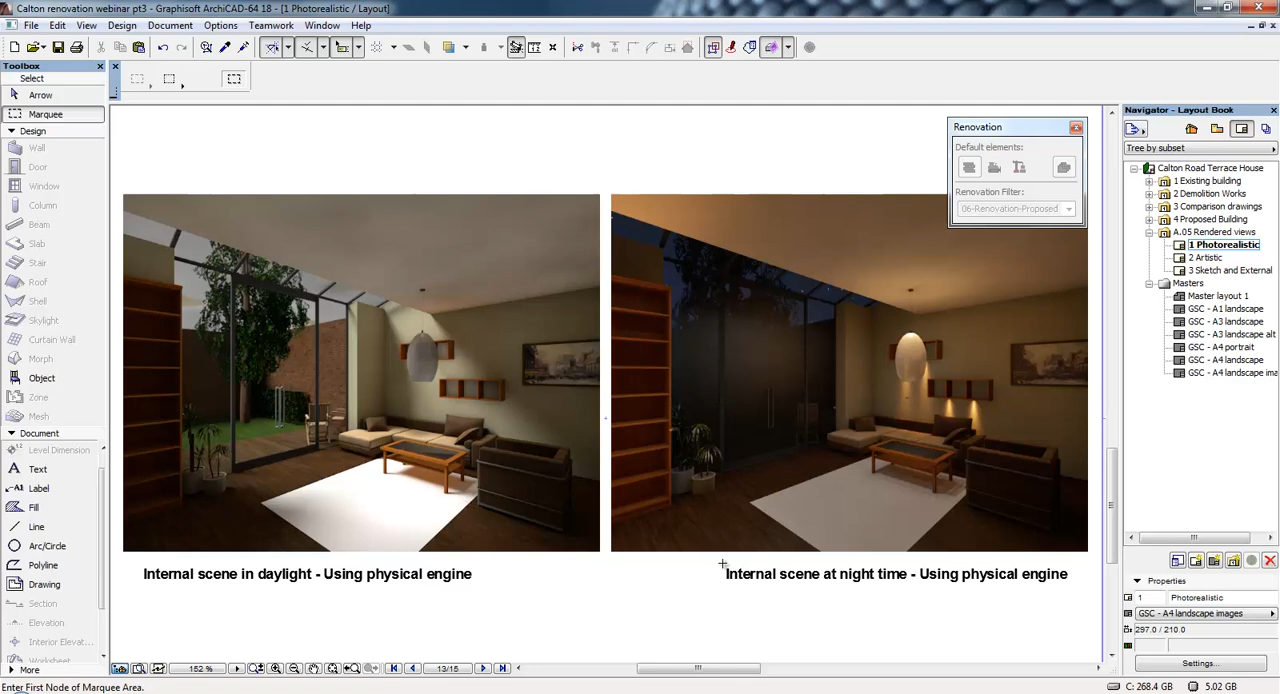 Calton renovation webinar pt3 - Graphisoft ArchiCAD-64 18 - [1 Photorealistic / Layout]
File Edit View Design Document Options Teamwork Window Help
Toolbox
Select
Arrow
Marquee
Design
Wall
Door
Window
Column
Beam
Slab
Stair
Roof
Shell
Skylight
Curtain Wall
Morph
Object
Zone
Mesh
Document
Level Dimension
Text
Label
Fill
Line
Arc/Circle
Polyline
Drawing
Section
Elevation
Interior Elevat...
Worksheet
More
Renovation
Default elements:
Renovation Filter:
06-Renovation-Proposed
Internal scene in daylight - Using physical engine
Internal scene at night time - Using physical engine
Navigator - Layout Book
Tree by subset
Calton Road Terrace House
1 Existing building
2 Demolition Works
3 Comparison drawings
4 Proposed Building
A.05 Rendered views
1 Photorealistic
2 Artistic
3 Sketch and External
Masters
Master layout 1
GSC - A1 landscape
GSC - A3 landscape
GSC - A3 landscape alt
GSC - A4 portrait
GSC - A4 landscape
GSC - A4 landscape ima
Properties
1 Photorealistic
GSC - A4 landscape images
297.0 / 210.0
Settings...
152 %
13/15
Enter First Node of Marquee Area.
C: 268.4 GB
5.02 GB